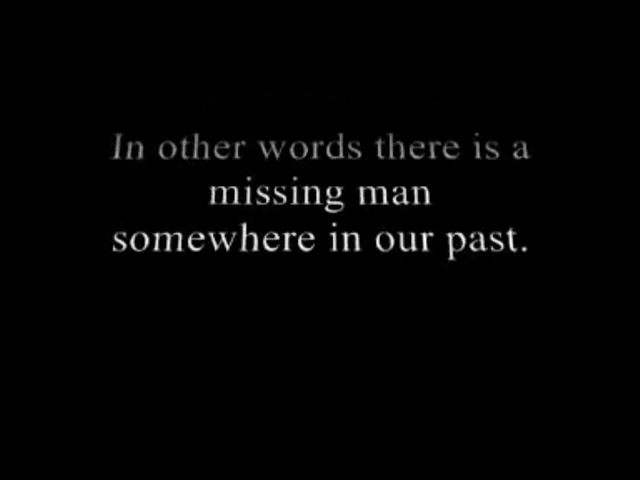 In other words there is a
missing man
somewhere in our past.